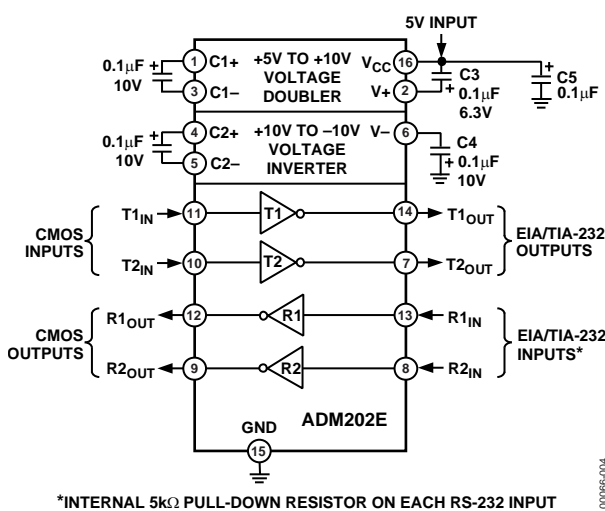 5V INPUT
0.1μF
10V
+
1
C1+
3
C1–
+5V TO +10V
VOLTAGE
DOUBLER
VCC
16
V+
2
C3
+
0.1μF
6.3V
C5
+
0.1μF
0.1μF
10V
+
4
C2+
5
C2–
+10V TO –10V
VOLTAGE
INVERTER
V–
6
C4
+
0.1μF
10V
CMOS
INPUTS
T1IN
11
T1
14
T1OUT
T2IN
10
T2
7
T2OUT
EIA/TIA-232
OUTPUTS
CMOS
OUTPUTS
R1OUT
12
R1
13
R1IN
R2OUT
9
R2
8
R2IN
EIA/TIA-232
INPUTS*
GND
15
ADM202E
*INTERNAL 5kΩ PULL-DOWN RESISTOR ON EACH RS-232 INPUT
00066-004